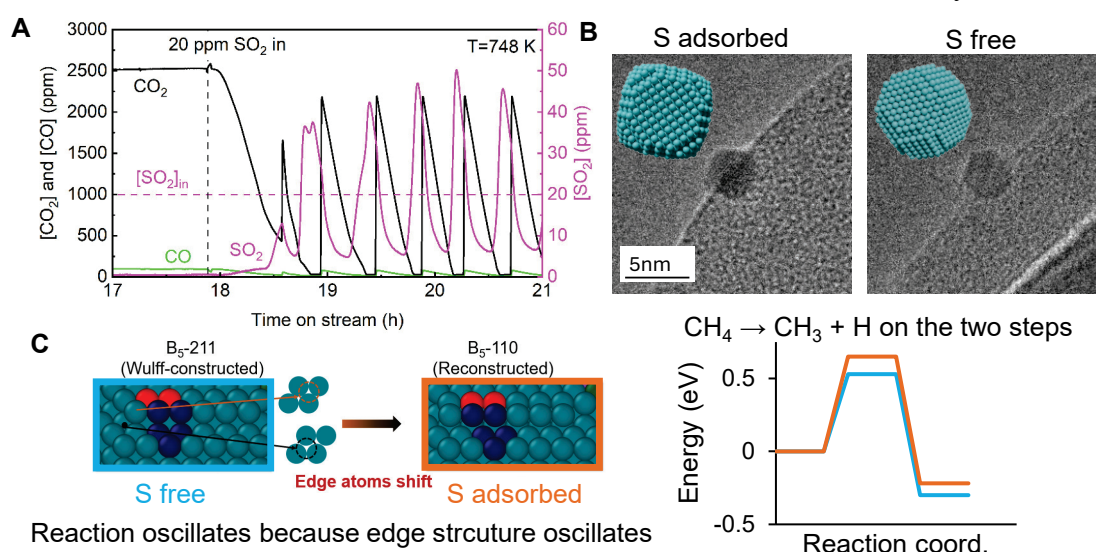 A
20 ppm SO2 in
T=748 K
CO2
[SO2]in
CO
SO2
[CO2] and [CO] (ppm)
3000
2500
2000
1500
1000
500
0
60
50
40
30
20
10
0
[SO2] (ppm)
17
18
19
20
21
Time on stream (h)
B
S adsorbed
S free
5nm
C
B5-211
(Wulff-constructed)
B5-110
(Reconstructed)
Edge atoms shift
S free
S adsorbed
Reaction oscillates because edge strcuture oscillates
CH4 → CH3 + H on the two steps
Energy (eV)
0.5
0
-0.5
Reaction coord.